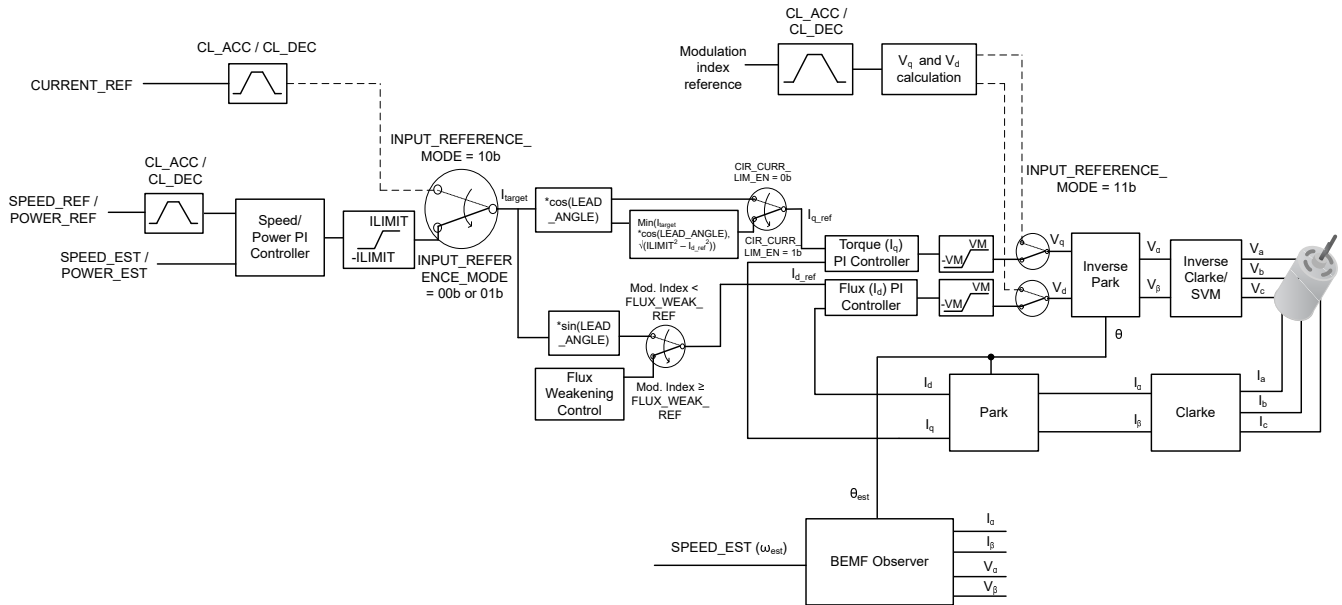 CL_ACC / CL_DEC
CURRENT_REF
CL_ACC /
CL_DEC
SPEED_REF /
POWER_REF
SPEED_EST /
POWER_EST
Speed/
Power PI
Controller
ILIMIT
-ILIMIT
INPUT_REFERENCE_
MODE = 10b
INPUT_REFER
ENCE_MODE
= 00b or 01b
Itarget
*cos(LEAD
_ANGLE)
Min(Itarget
*cos(LEAD_ANGLE),
√(ILIMIT² – Id_ref²))
CIR_CURR_
LIM_EN = 0b
CIR_CURR_
LIM_EN = 1b
Iq_ref
Id_ref
*sin(LEAD
_ANGLE)
Flux
Weakening
Control
Mod. Index <
FLUX_WEAK_
REF
Mod. Index ≥
FLUX_WEAK_
REF
CL_ACC /
CL_DEC
Modulation
index
reference
Vq and Vd
calculation
INPUT_REFERENCE_
MODE = 11b
Torque (Iq)
PI Controller
VM
-VM
Flux (Id) PI
Controller
VM
-VM
Vq
Vd
Inverse
Park
θ
Vα
Vβ
Inverse
Clarke/
SVM
Va
Vb
Vc
Id
Iq
Park
Iα
Iβ
Clarke
Ia
Ib
Ic
θest
SPEED_EST (ωest)
BEMF Observer
Iα
Iβ
Vα
Vβ